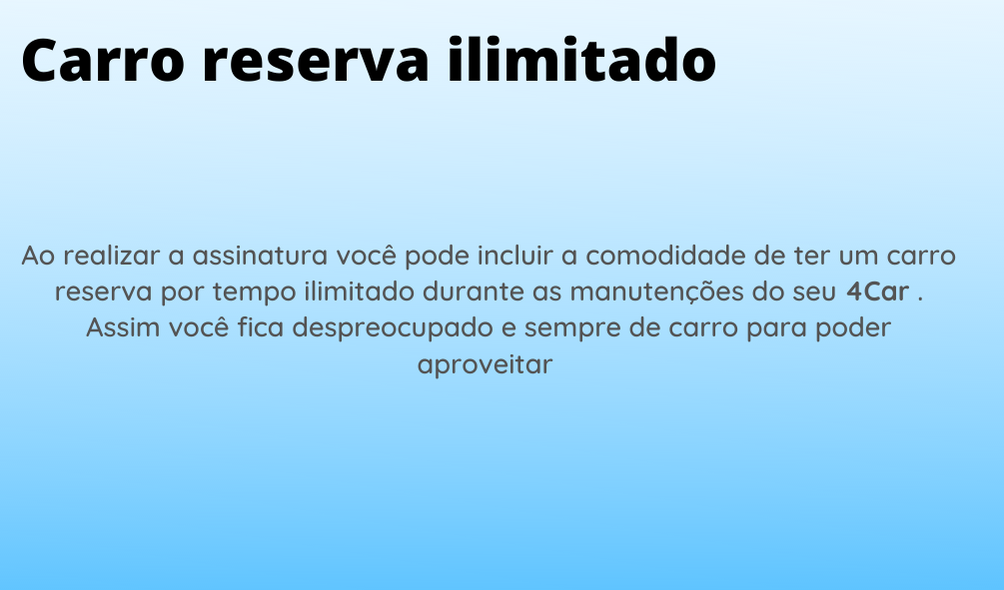 Carro reserva ilimitado
Ao realizar a assinatura você pode incluir a comodidade de ter um carro
reserva por tempo ilimitado durante as manutenções do seu 4Car .
Assim você fica despreocupado e sempre de carro para poder
aproveitar